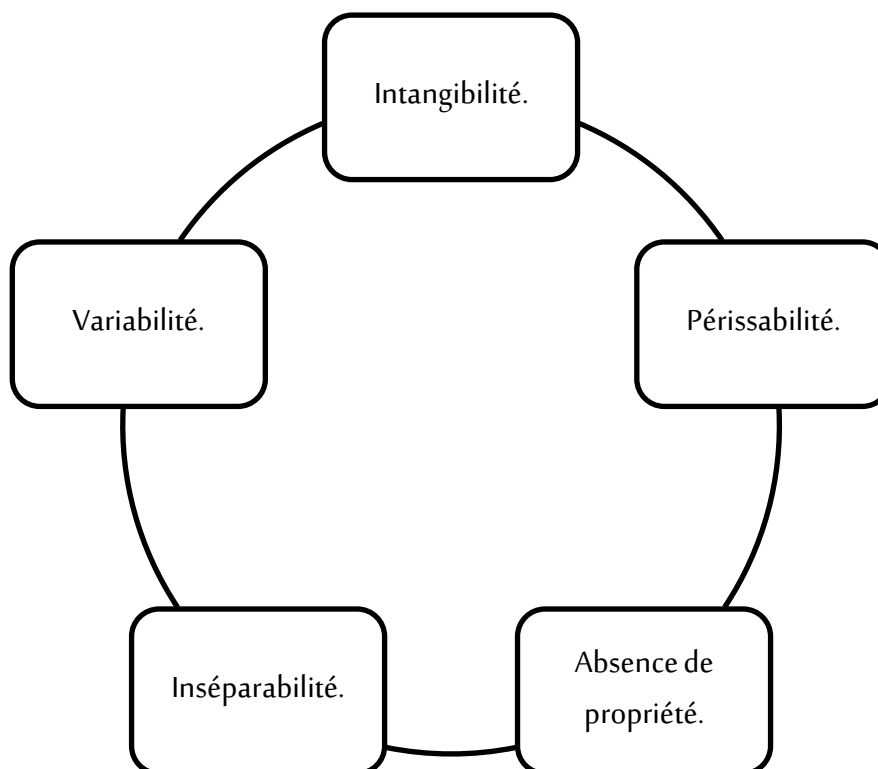 Intangibilité.
Variabilité.
Périssabilité.
Inséparabilité.
Absence de
propriété.